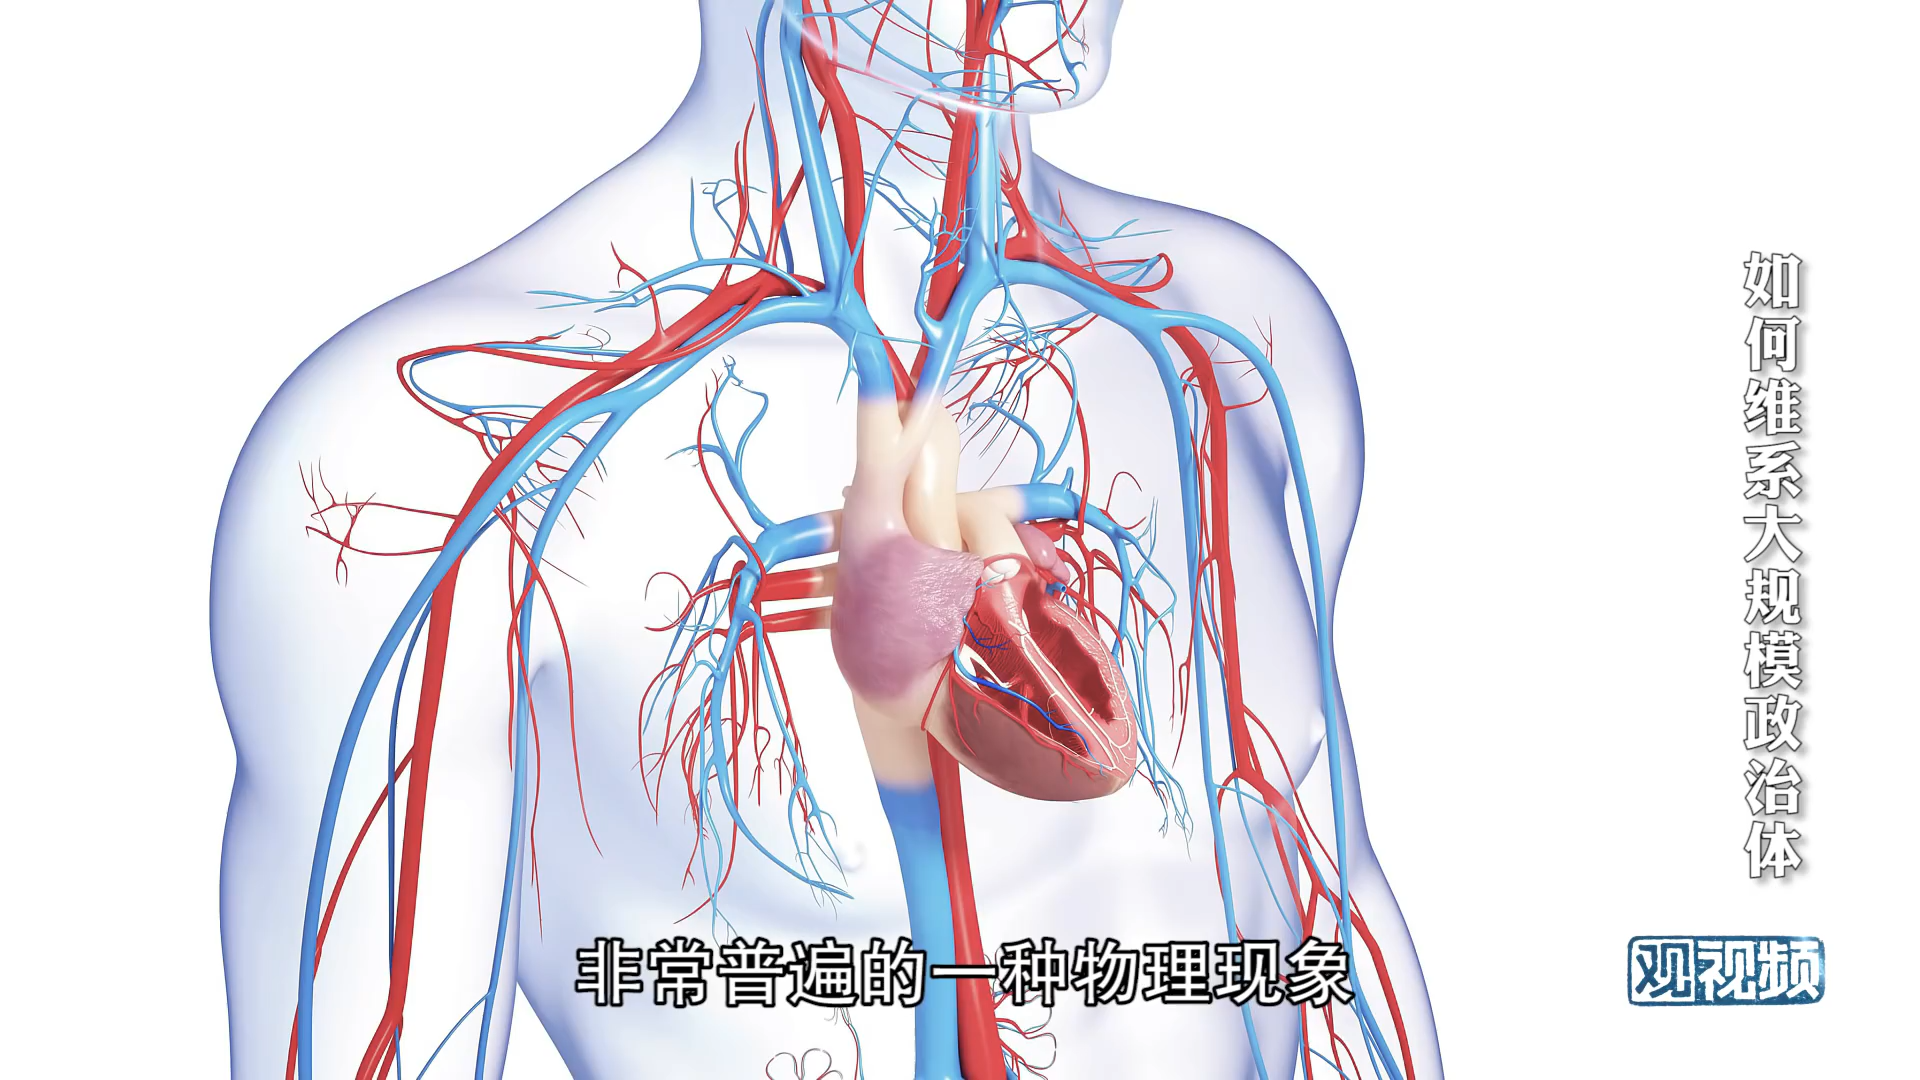 如何维系大规模政治体
非常普遍的一种物理现象
观视频